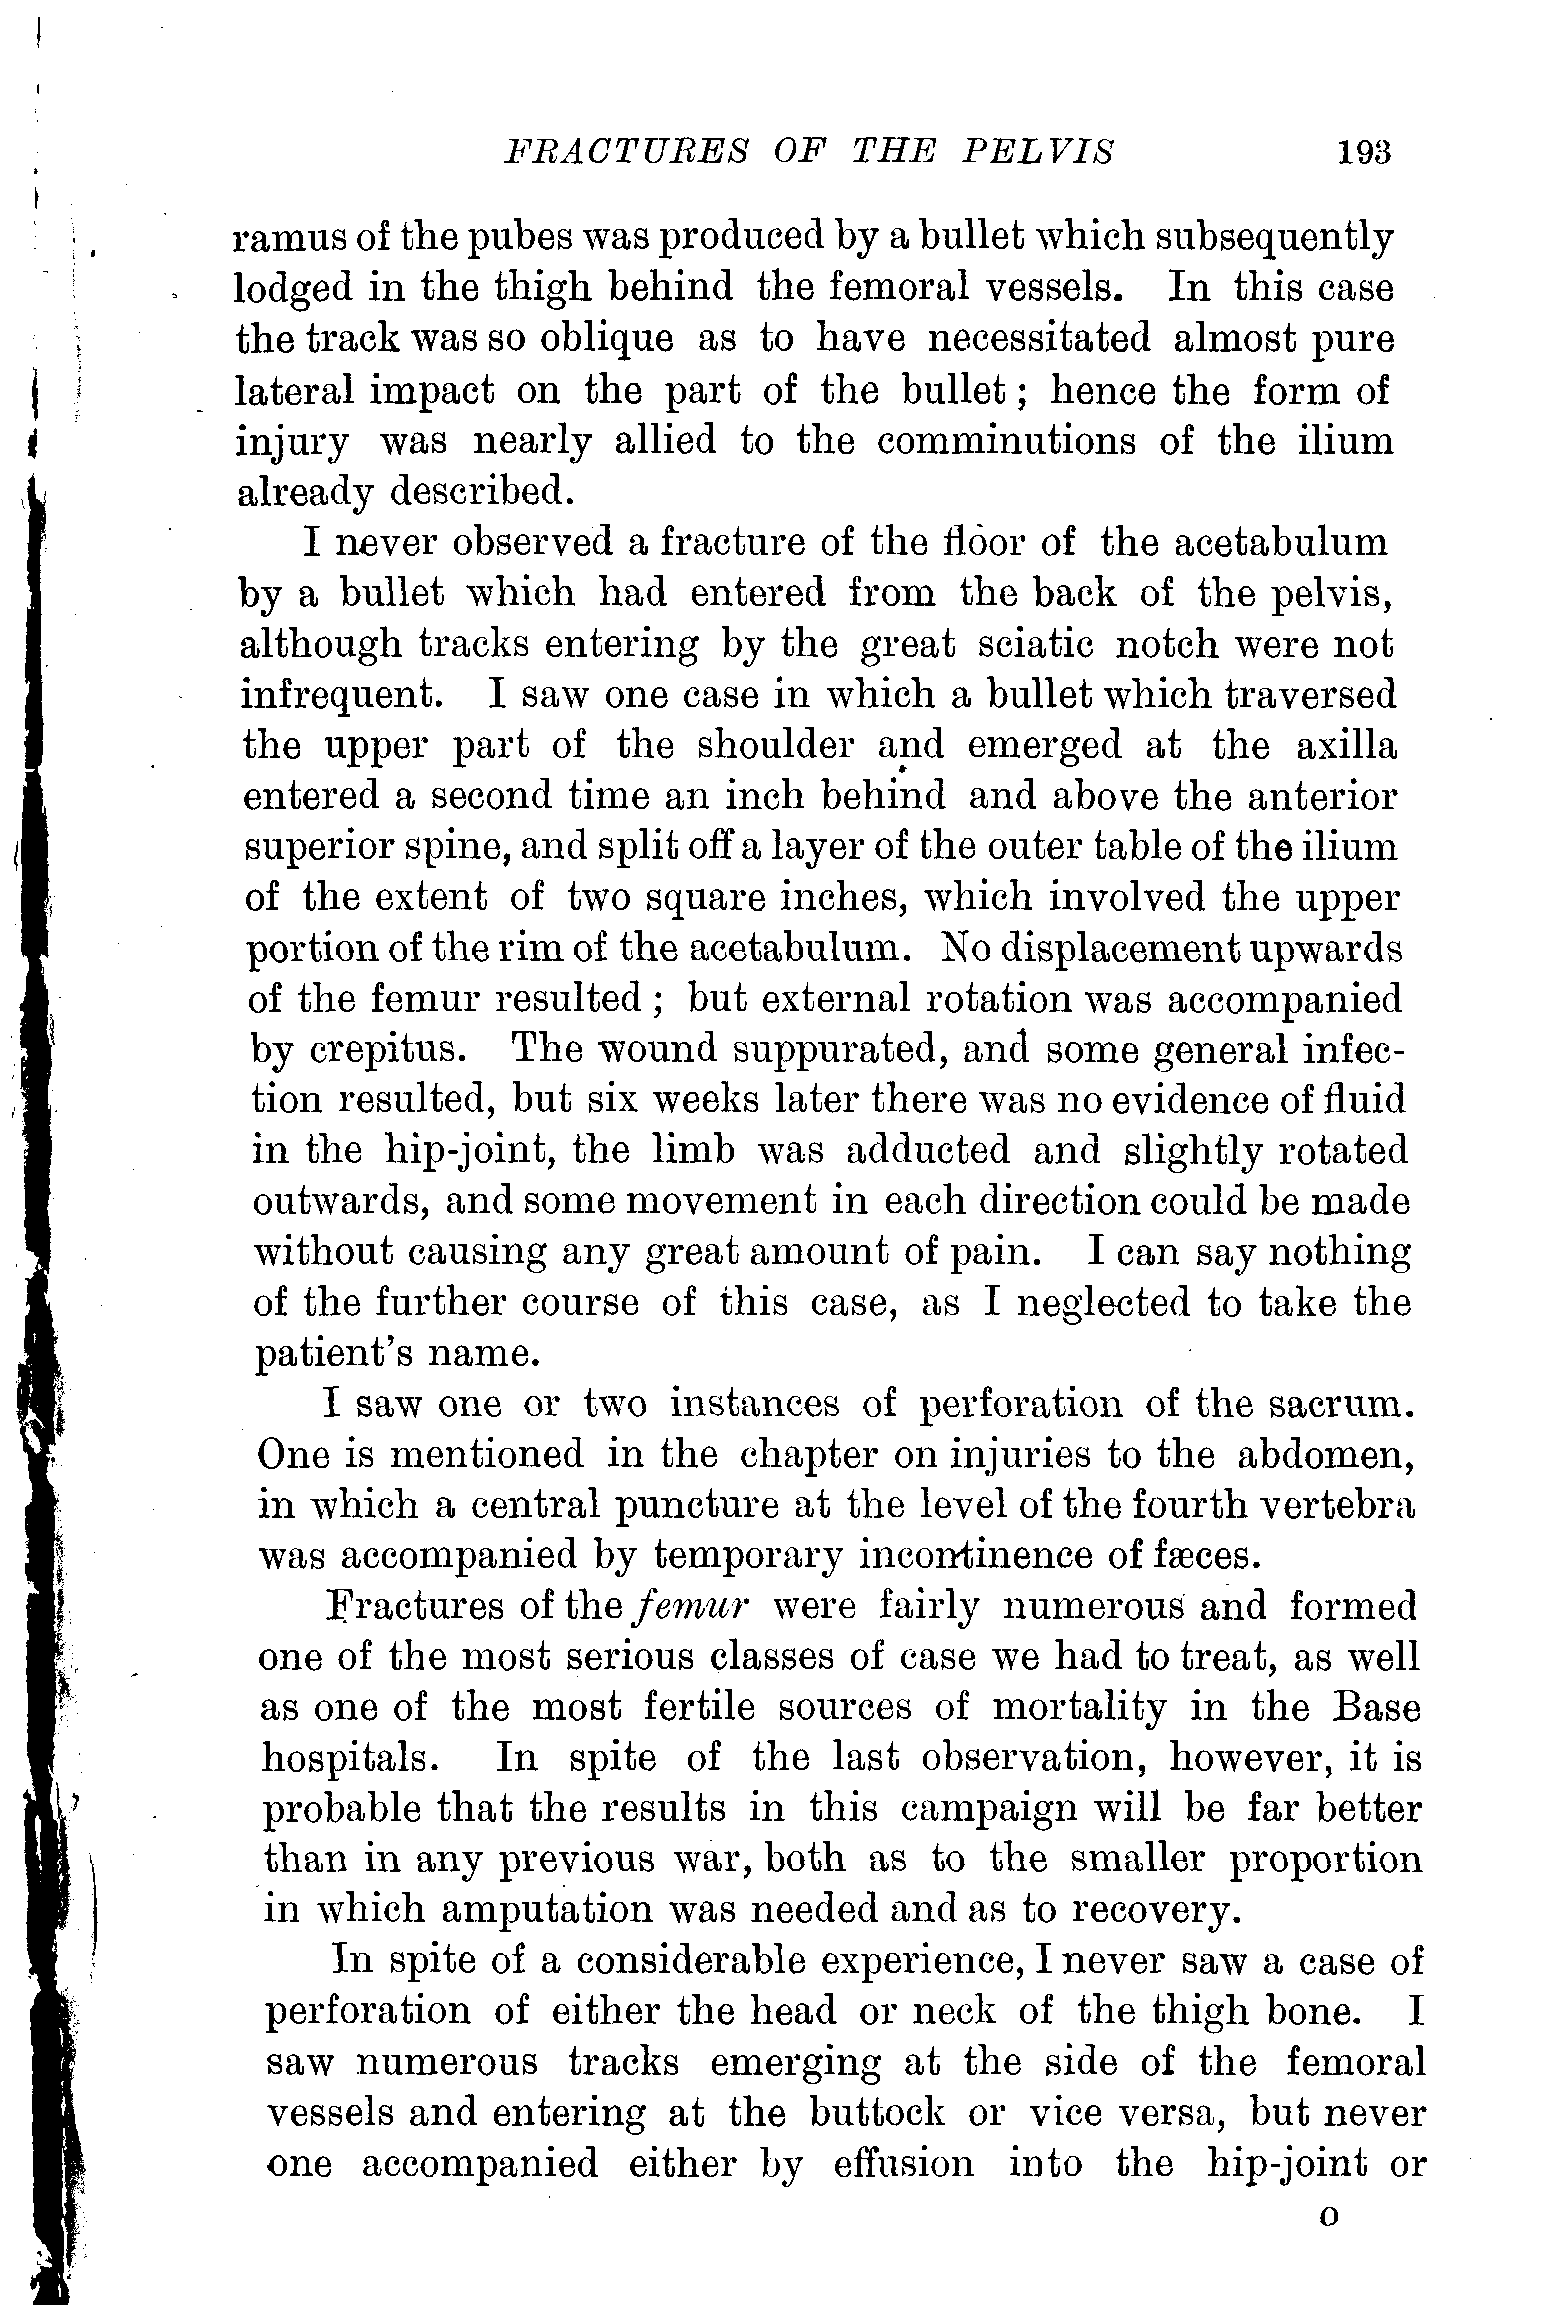 FRACTURES OF THE PELVIS 193
ramus of the pubes was produced by a bullet which subsequently
lodged in the thigh behind the femoral vessels. In this case
the track was so oblique as to have necessitated almost pure
lateral impact on the part of the bullet; hence the form of
injury was nearly allied to the comminutions of the ilium
already described.
I never observed a fracture of the floor of the acetabulum
by a bullet which had entered from the back of the pelvis,
although tracks entering by the great sciatic notch were not
infrequent. I saw one case in which a bullet which traversed
the upper part of the shoulder and emerged at the axilla
entered a second time an inch behind and above the anterior
superior spine, and split off a layer of the outer table of the ilium
of the extent of two square inches, which involved the upper
portion of the rim of the acetabulum. No displacement upwards
of the femur resulted; but external rotation was accompanied
by crepitus. The wound suppurated, and some general infec-
tion resulted, but six weeks later there was no evidence of fluid
in the hip-joint, the limb was adducted and slightly rotated
outwards, and some movement in each direction could be made
without causing any great amount of pain. I can say nothing
of the further course of this case, as I neglected to take the
patient's name.
I saw one or two instances of perforation of the sacrum.
One is mentioned in the chapter on injuries to the abdomen,
in which a central puncture at the level of the fourth vertebra
was accompanied by temporary incontinence of fæces.
Fractures of the femur were fairly numerous and formed
one of the most serious classes of case we had to treat, as well
as one of the most fertile sources of mortality in the Base
hospitals. In spite of the last observation, however, it is
probable that the results in this campaign will be far better
than in any previous war, both as to the smaller proportion
in which amputation was needed and as to recovery.
In spite of a considerable experience, I never saw a case of
perforation of either the head or neck of the thigh bone. I
saw numerous tracks emerging at the side of the femoral
vessels and entering at the buttock or vice versa, but never
one accompanied either by effusion into the hip-joint or
O